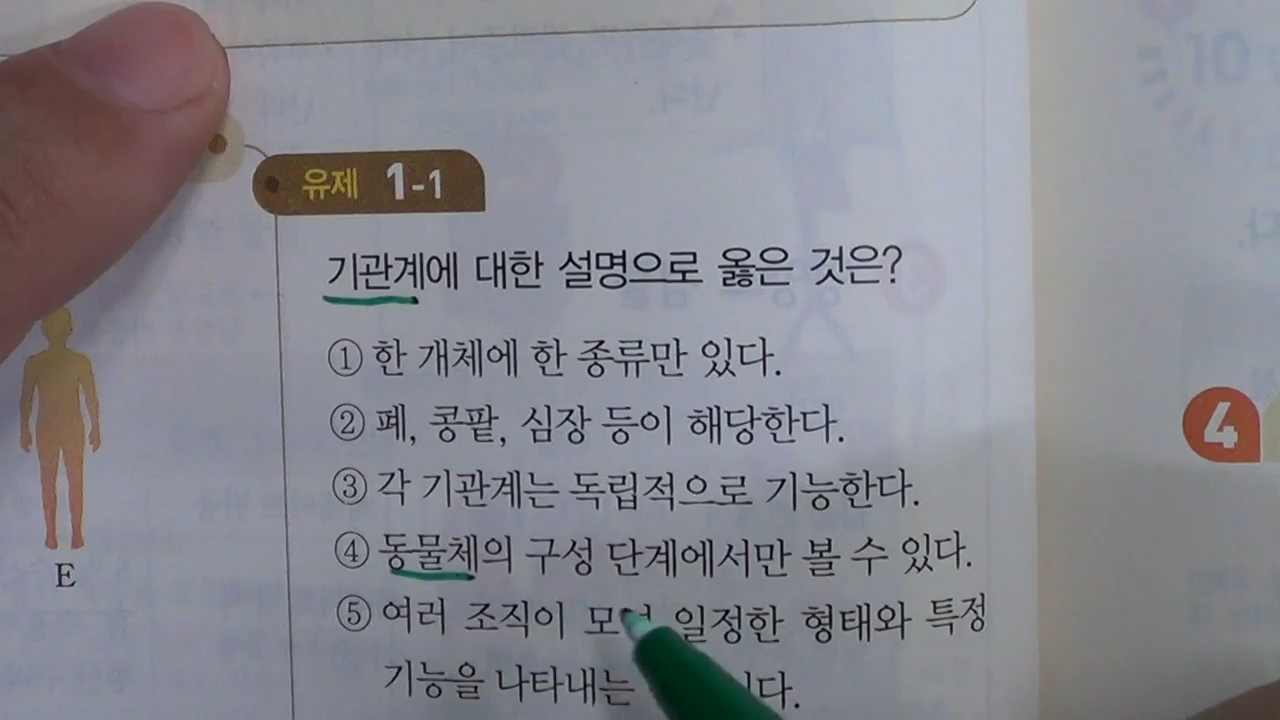 유제 1-1
기관계에 대한 설명으로 옳은 것은?
① 한 개체에 한 종류만 있다.
② 폐, 콩팥, 심장 등이 해당한다.
③ 각 기관계는 독립적으로 기능한다.
④ 동물체의 구성 단계에서만 볼 수 있다.
⑤ 여러 조직이 일정한 형태와 특정
기능을 나타내는
E
4